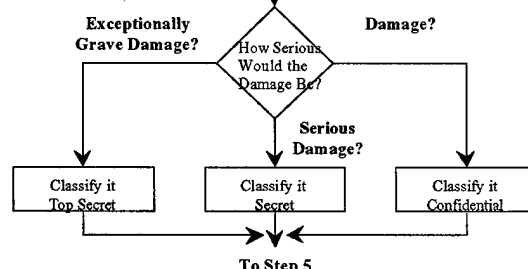 Exceptionally
Grave Damage?
Damage?
How Serious
Would the
Damage Be?
Serious
Damage?
Classify it
Top Secret
Classify it
Secret
Classify it
Confidential
To Step 5